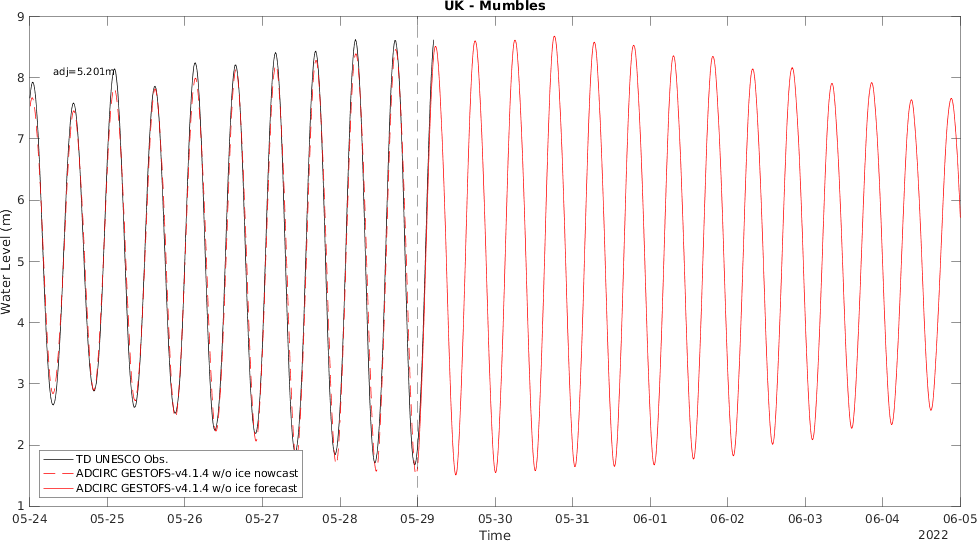 UK - Mumbles
9
8
7
6
5
4
3
2
1
Water Level (m)
adj=5.201m
TD UNESCO Obs.
ADCIRC GESTOFS-v4.1.4 w/o ice nowcast
ADCIRC GESTOFS-v4.1.4 w/o ice forecast
05-24 05-25 05-26 05-27 05-28 05-29 05-30 05-31 06-01 06-02 06-03 06-04 06-05
Time
2022